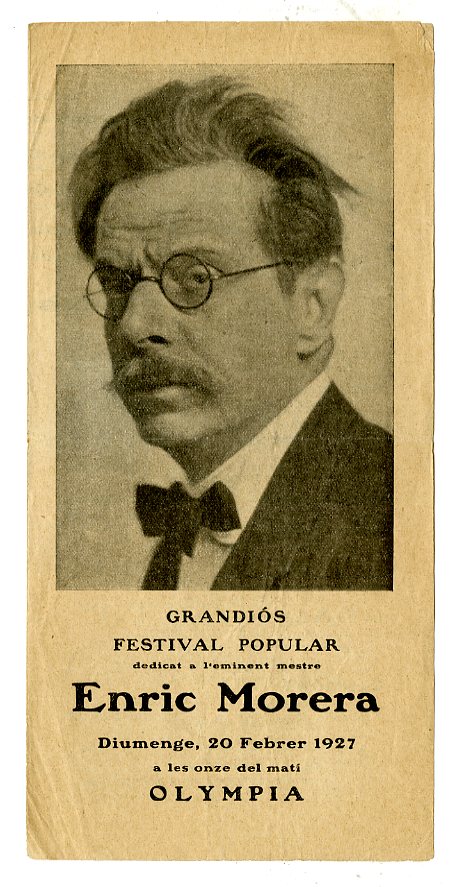 GRANDIÓS
FESTIVAL POPULAR
dedicat a l'eminent mestre
Enric Morera
Diumenge, 20 Febrer 1927
a les onze del matí
OLYMPIA